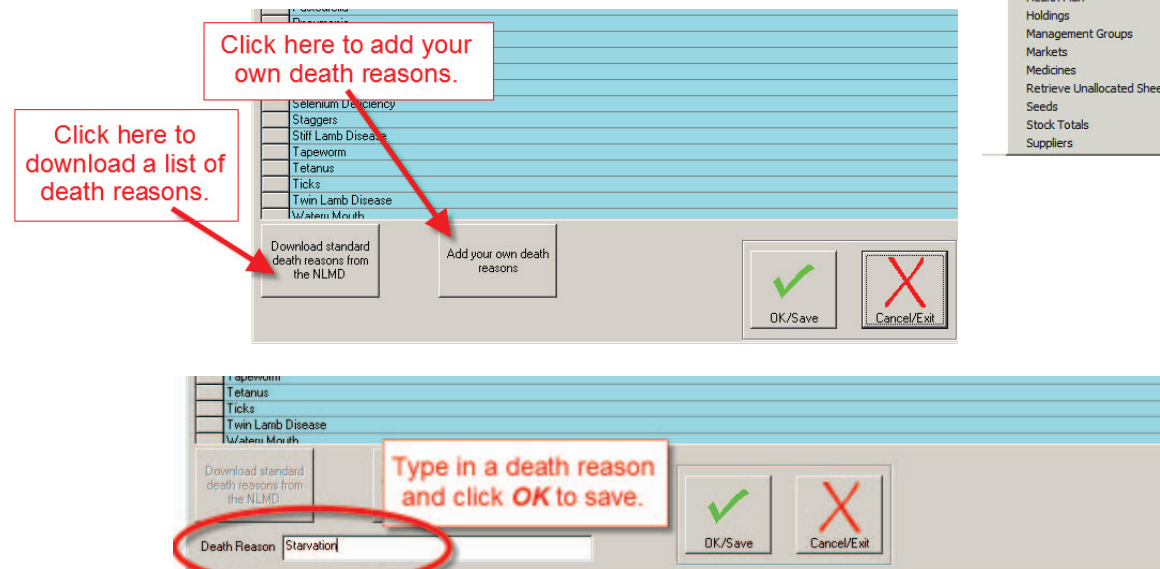 Holdings
Management Groups
Markets
Medicines
Retrieve Unallocated Shee
Seeds
Stock Totals
Suppliers
Click here to add your
own death reasons.
Click here to
download a list of
death reasons.
Selenium Deficiency
Staggers
Stiff Lamb Disease
Tapeworm
Tetanus
Ticks
Twin Lamb Disease
Watery Mouth
Download standard
death reasons from
the NLMD
Add your own death
reasons
OK/Save
Cancel/Exit
Tapeworm
Tetanus
Ticks
Twin Lamb Disease
Watery Mouth
Download standard
death reasons from
the NLMD
Type in a death reason
and click OK to save.
OK/Save
Cancel/Exit
Death Reason Starvation